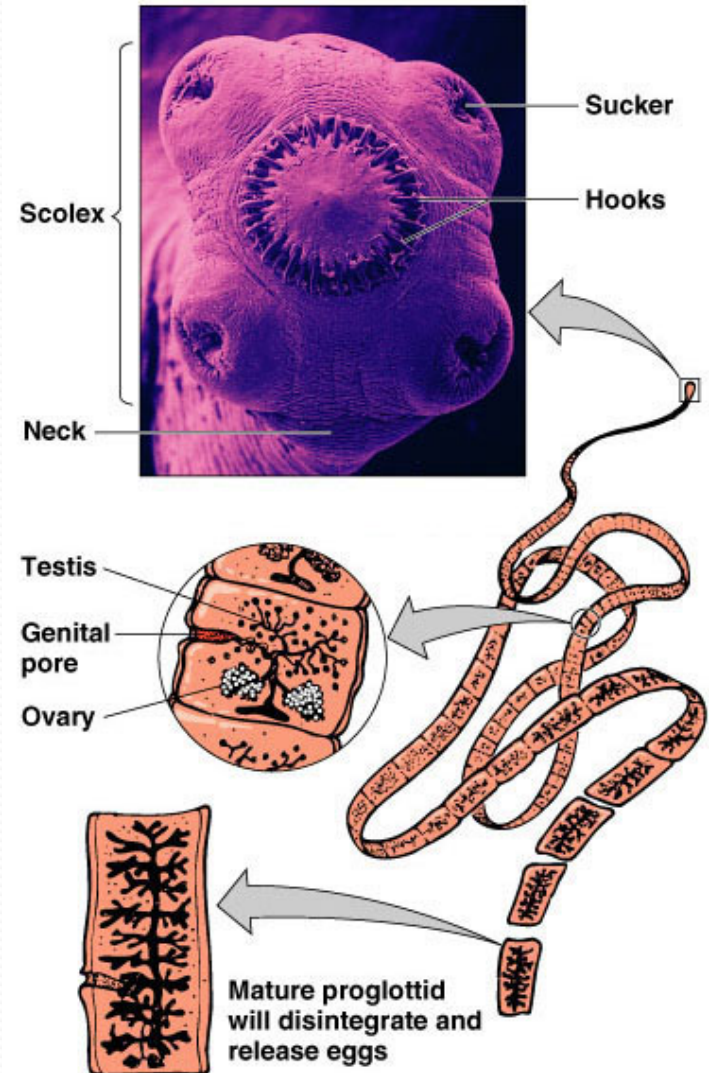 Sucker
Hooks
Scolex
Neck
Testis
Genital
pore
Ovary
Mature proglottid
will disintegrate and
release eggs